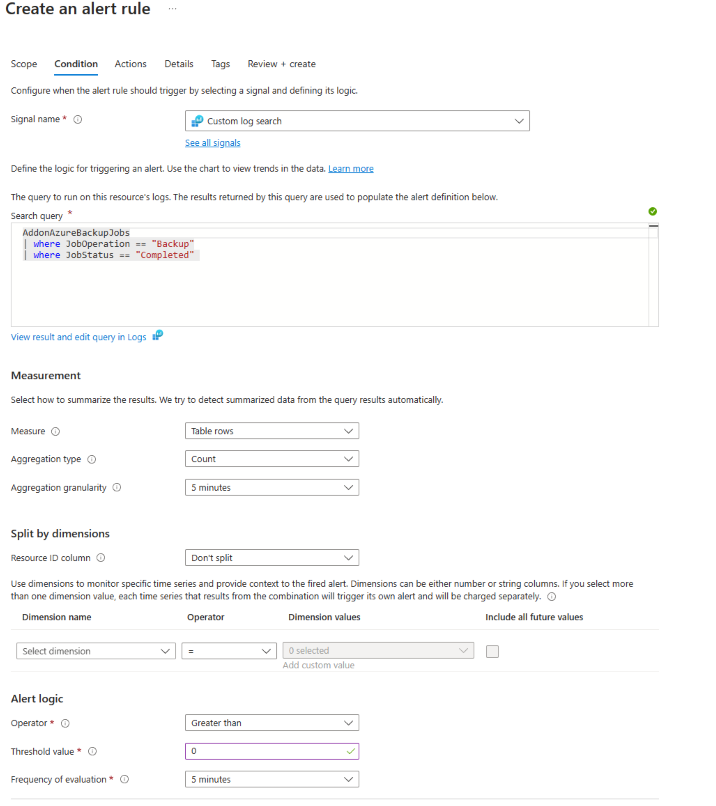 Create an alert rule ...
Scope Condition Actions Details Tags Review + create
Configure when the alert rule should trigger by selecting a signal and defining its logic.
Signal name *
Custom log search
See all signals
Define the logic for triggering an alert. Use the chart to view trends in the data. Learn more
The query to run on this resource's logs. The results returned by this query are used to populate the alert definition below.
Search query *
AddonAzureBackupJobs
| where JobOperation == "Backup"
| where JobStatus == "Completed"
View result and edit query in Logs
Measurement
Select how to summarize the results. We try to detect summarized data from the query results automatically.
Measure Table rows
Aggregation type Count
Aggregation granularity 5 minutes
Split by dimensions
Resource ID column Don't split
Use dimensions to monitor specific time series and provide context to the fired alert. Dimensions can be either number or string columns. If you select more
than one dimension value, each time series that results from the combination will trigger its own alert and will be charged separately.
Dimension name Operator Dimension values Include all future values
Select dimension = 0 selected
Add custom value
Alert logic
Operator * Greater than
Threshold value * 0
Frequency of evaluation * 5 minutes